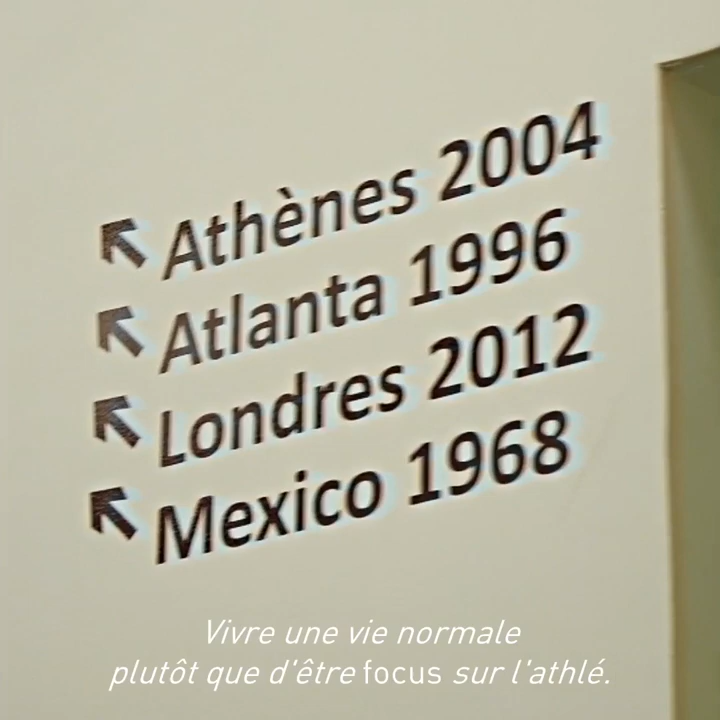 Athènes 2004
Atlanta 1996
Londres 2012
Mexico 1968
Vivre une vie normale
plutôt que d'être focus sur l'athlé.